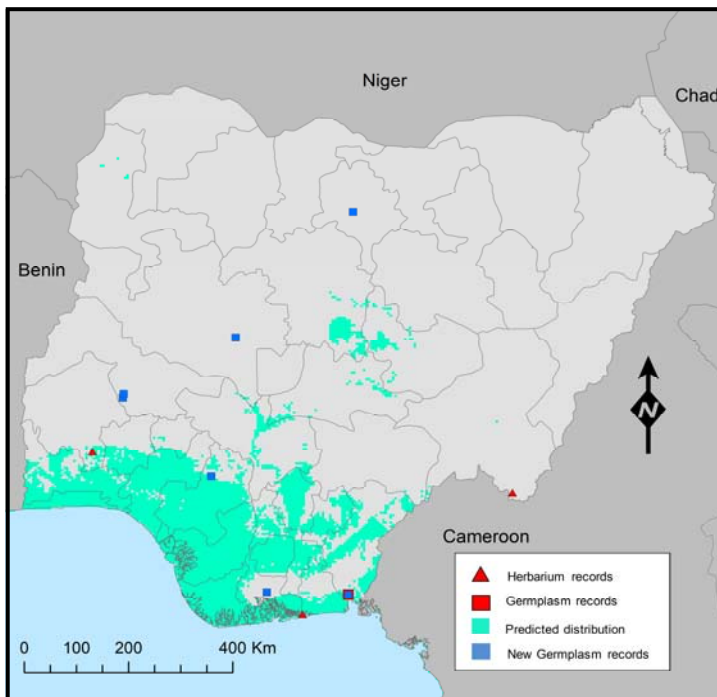 Niger
Chad
Benin
N
Cameroon
Herbarium records
Germplasm records
Predicted distribution
New Germplasm records
0 100 200 400 Km